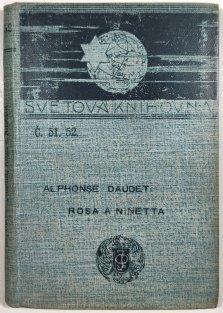 SVĚTOVÁ KNIHOVNA
Č. 51. 52.
ALPHONSE DAUDET:
ROSA A NINETTA